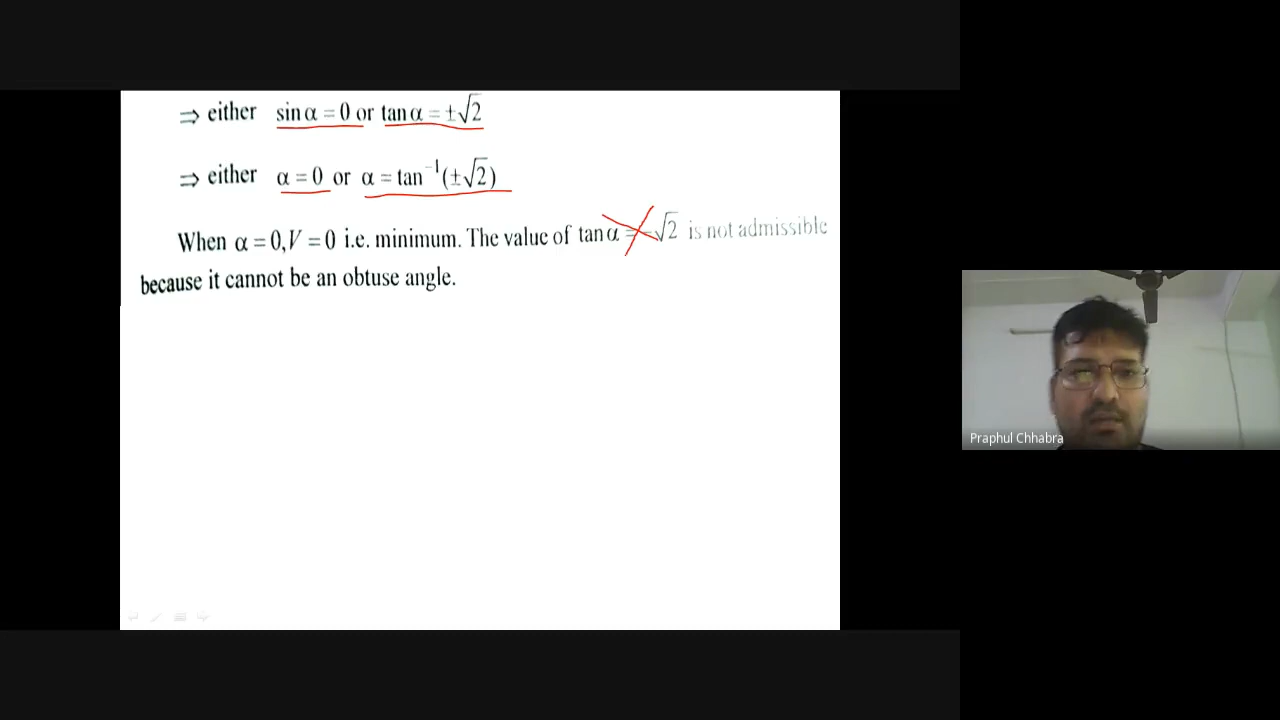 ⇒ either sin α = 0 or tan α = ±√2
⇒ either α = 0 or α = tan⁻¹(±√2)
When α = 0, V = 0 i.e. minimum. The value of tan α = −√2 is not admissible
because it cannot be an obtuse angle.
Praphul Chhabra